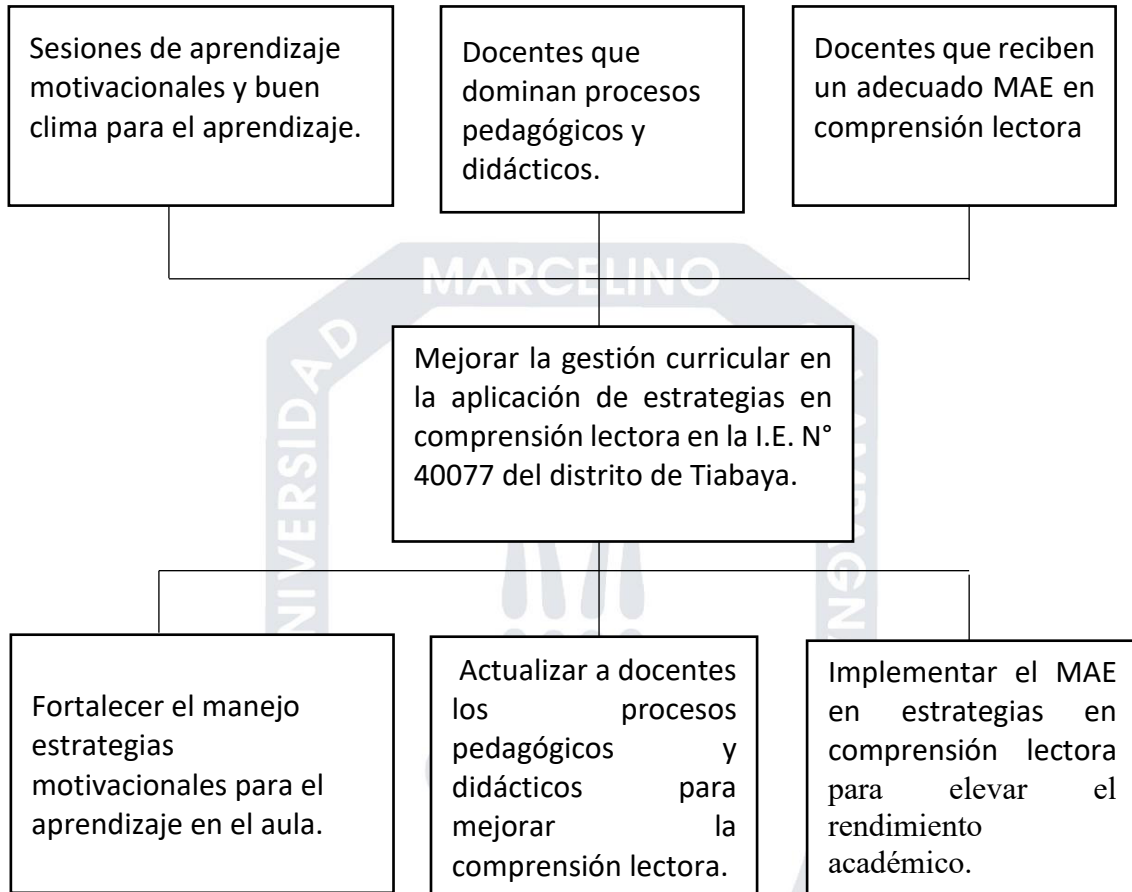 Sesiones de aprendizaje
motivacionales y buen
clima para el aprendizaje.
Docentes que
dominan procesos
pedagógicos y
didácticos.
Docentes que reciben
un adecuado MAE en
comprensión lectora
MARCELINO
UNIVERSIDAD
Mejorar la gestión curricular en
la aplicación de estrategias en
comprensión lectora en la I.E. N°
40077 del distrito de Tiabaya.
Fortalecer el manejo
estrategias
motivacionales para el
aprendizaje en el aula.
Actualizar a docentes
los procesos
pedagógicos y
didácticos para
mejorar la
comprensión lectora.
Implementar el MAE
en estrategias en
comprensión lectora
para elevar el
rendimiento
académico.